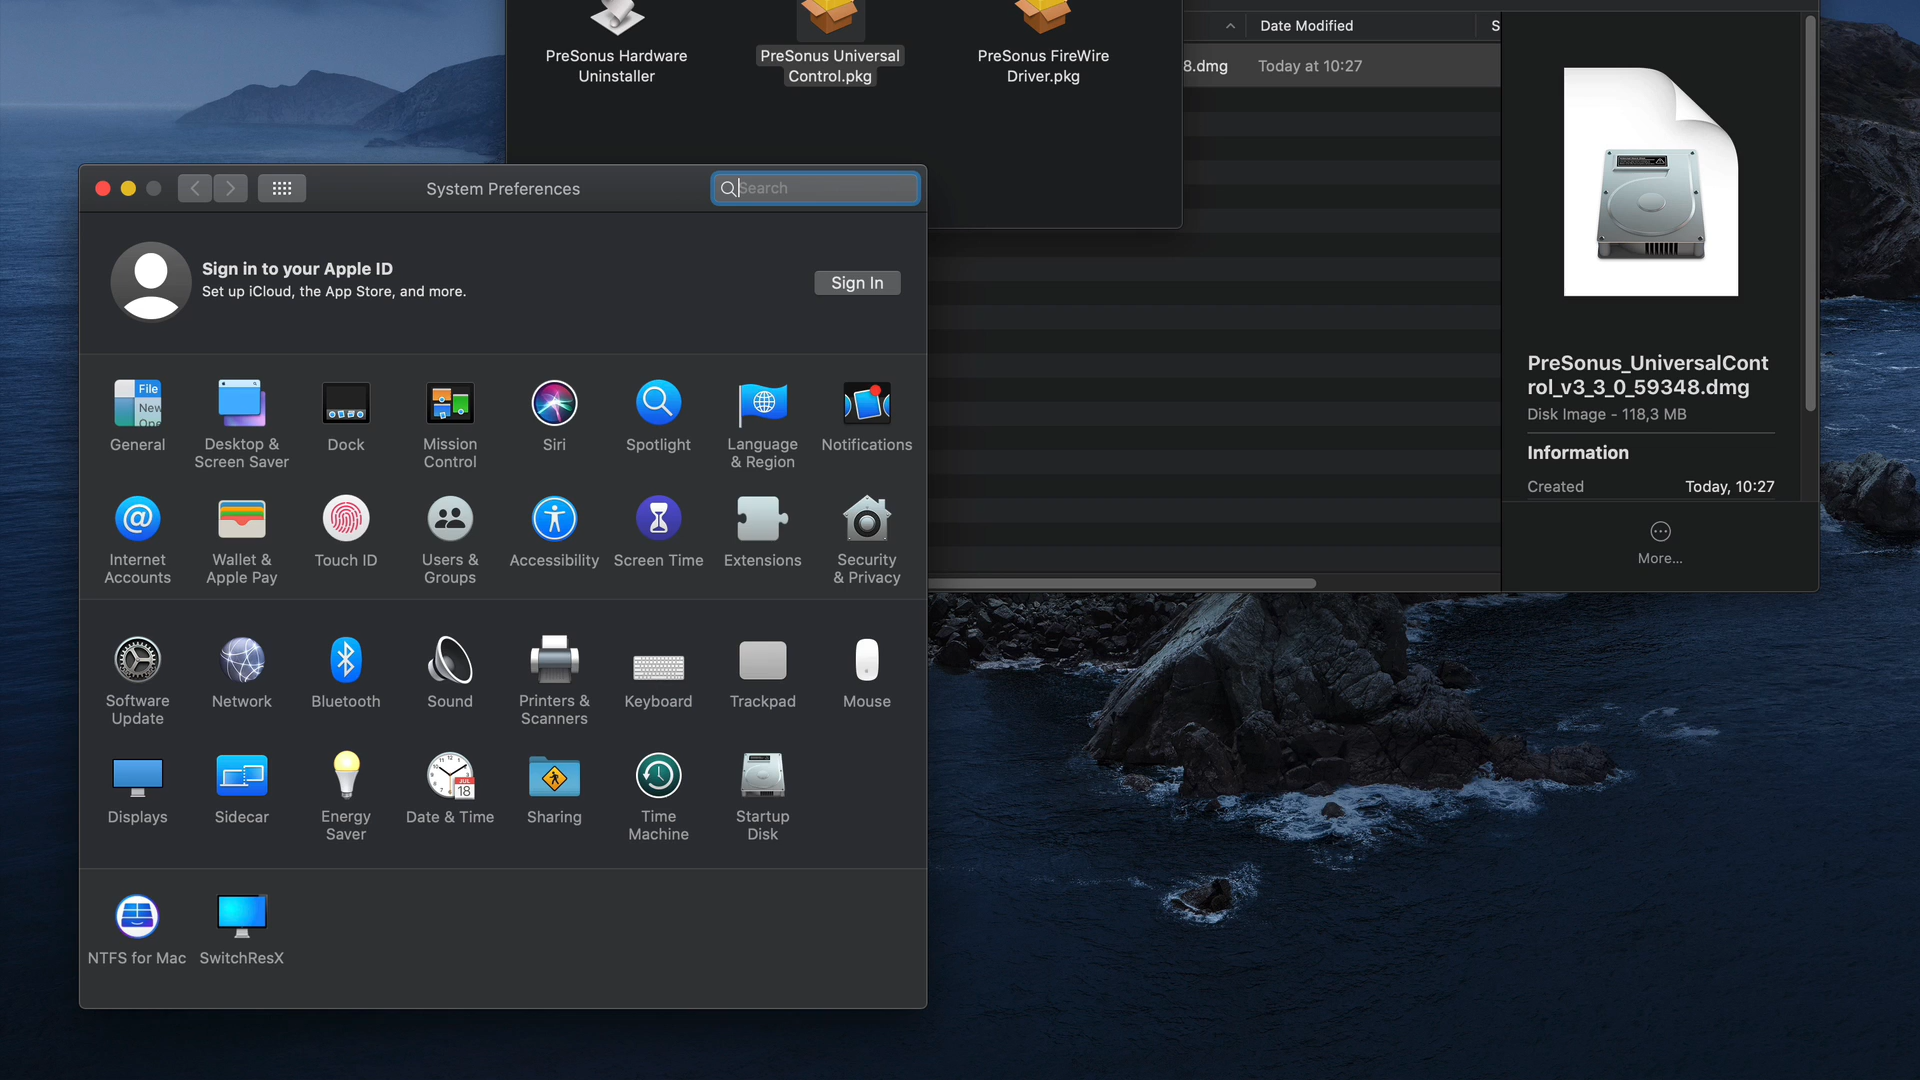 PreSonus Hardware
Uninstaller
PreSonus Universal
Control.pkg
PreSonus FireWire
Driver.pkg
Date Modified
S
8.dmg
Today at 10:27
System Preferences
Search
Sign in to your Apple ID
Set up iCloud, the App Store, and more.
Sign In
File
New
Ope
General
Desktop &
Screen Saver
Dock
Mission
Control
Siri
Spotlight
Language
& Region
Notifications
Internet
Accounts
Wallet &
Apple Pay
Touch ID
Users &
Groups
Accessibility
Screen Time
Extensions
Security
& Privacy
Software
Update
Network
Bluetooth
Sound
Printers &
Scanners
Keyboard
Trackpad
Mouse
JUL
18
Displays
Sidecar
Energy
Saver
Date & Time
Sharing
Time
Machine
Startup
Disk
NTFS for Mac
SwitchResX
PreSonus_UniversalCont
rol_v3_3_0_59348.dmg
Disk Image - 118,3 MB
Information
Created
Today, 10:27
More...